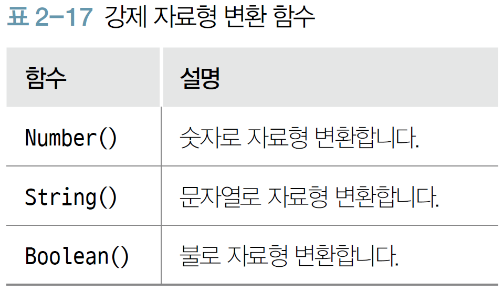 표 2-17 강제 자료형 변환 함수
함수 설명
Number() 숫자로 자료형 변환합니다.
String() 문자열로 자료형 변환합니다.
Boolean() 불로 자료형 변환합니다.